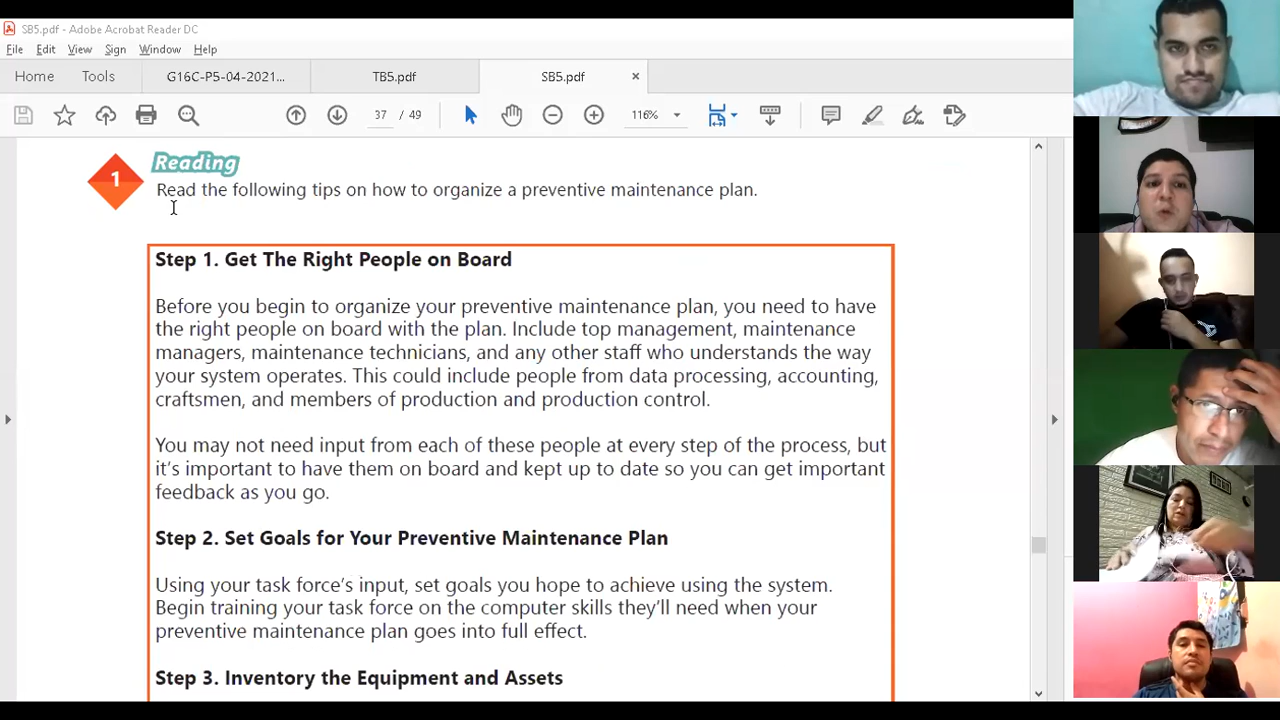 SB5.pdf - Adobe Acrobat Reader DC
File Edit View Sign Window Help
Home Tools G16C-P5-04-2021... TB5.pdf SB5.pdf ×
37 / 49 116%
1 Reading
Read the following tips on how to organize a preventive maintenance plan.
Step 1. Get The Right People on Board
Before you begin to organize your preventive maintenance plan, you need to have
the right people on board with the plan. Include top management, maintenance
managers, maintenance technicians, and any other staff who understands the way
your system operates. This could include people from data processing, accounting,
craftsmen, and members of production and production control.
You may not need input from each of these people at every step of the process, but
it's important to have them on board and kept up to date so you can get important
feedback as you go.
Step 2. Set Goals for Your Preventive Maintenance Plan
Using your task force's input, set goals you hope to achieve using the system.
Begin training your task force on the computer skills they'll need when your
preventive maintenance plan goes into full effect.
Step 3. Inventory the Equipment and Assets